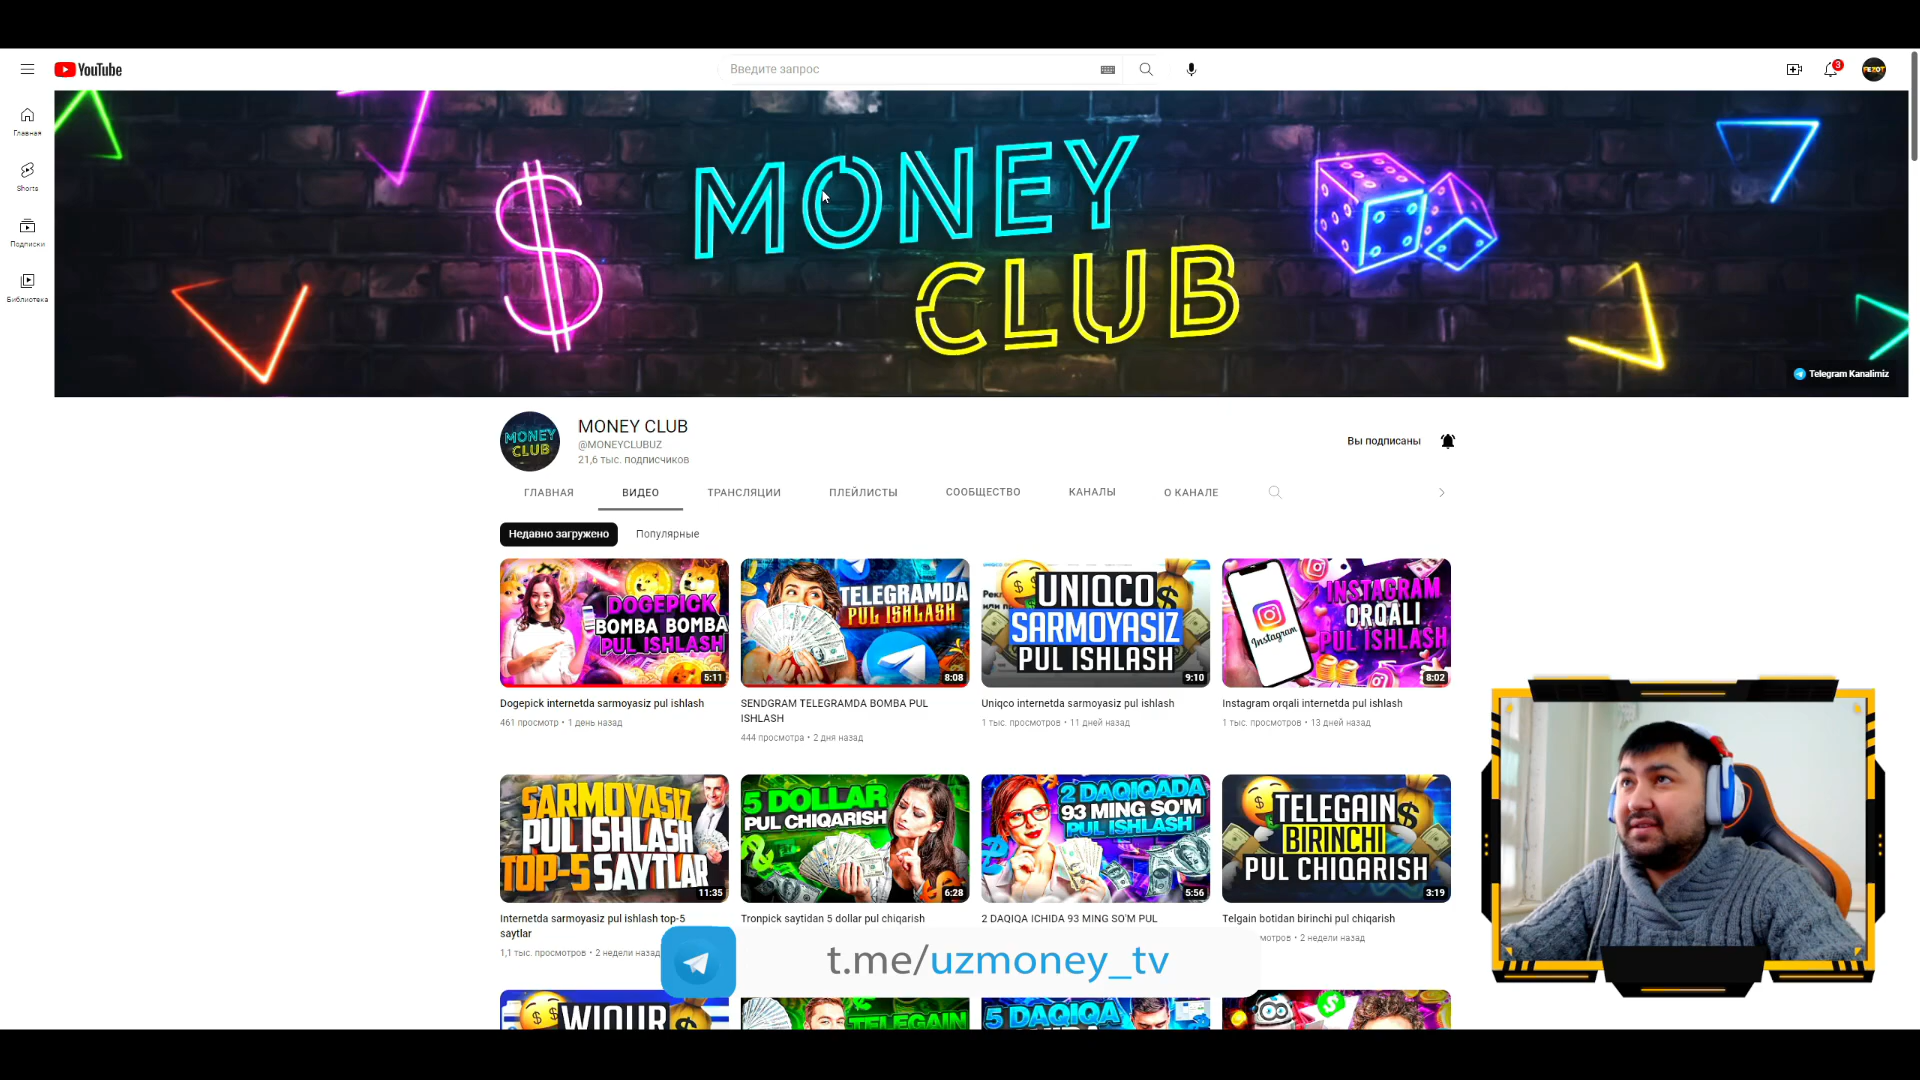 YouTube
Введите запрос
3
Главная
Shorts
Подписки
Библиотека
$ MONEY
CLUB
Telegram Kanalimiz
MONEY
CLUB
MONEY CLUB
@MONEYCLUBUZ
21,6 тыс. подписчиков
Вы подписаны
ГЛАВНАЯ
ВИДЕО
ТРАНСЛЯЦИИ
ПЛЕЙЛИСТЫ
СООБЩЕСТВО
КАНАЛЫ
О КАНАЛЕ
Недавно загружено
Популярные
DOGEPICK
BOMBA BOMBA
PUL ISHLASH
5:11
Dogepick internetda sarmoyasiz pul ishlash
461 просмотр • 1 день назад
TELEGRAMDA
PUL ISHLASH
8:08
SENDGRAM TELEGRAMDA BOMBA PUL
ISHLASH
444 просмотра • 2 дня назад
UNIQCO
SARMOYASIZ
PUL ISHLASH
9:10
Uniqco internetda sarmoyasiz pul ishlash
1 тыс. просмотров • 11 дней назад
INSTAGRAM
ORQALI
PUL ISHLASH
Instagram
8:02
Instagram orqali internetda pul ishlash
1 тыс. просмотров • 13 дней назад
SARMOYASIZ
PUL ISHLASH
TOP-5 SAYTLAR
11:35
Internetda sarmoyasiz pul ishlash top-5
saytlar
1,1 тыс. просмотров • 2 недели назад
5 DOLLAR
PUL CHIQARISH
6:28
Tronpick saytidan 5 dollar pul chiqarish
2 DAQIQADA
93 MING SO'M
PUL ISHLASH
5:56
2 DAQIQA ICHIDA 93 MING SO'M PUL
TELEGAIN
BIRINCHI
PUL CHIQARISH
3:19
Telgain botidan birinchi pul chiqarish
2 недели назад
t.me/uzmoney_tv
TELEGAIN
5 DAQIQA